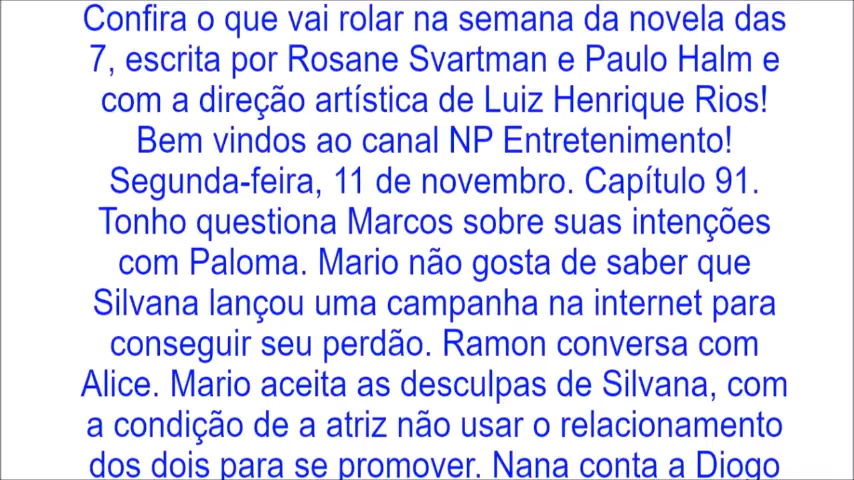 Confira o que vai rolar na semana da novela das
7, escrita por Rosane Svartman e Paulo Halm e
com a direção artística de Luiz Henrique Rios!
Bem vindos ao canal NP Entretenimento!
Segunda-feira, 11 de novembro. Capítulo 91.
Tonho questiona Marcos sobre suas intenções
com Paloma. Mario não gosta de saber que
Silvana lançou uma campanha na internet para
conseguir seu perdão. Ramon conversa com
Alice. Mario aceita as desculpas de Silvana, com
a condição de a atriz não usar o relacionamento
dos dois para se promover. Nana conta a Diogo